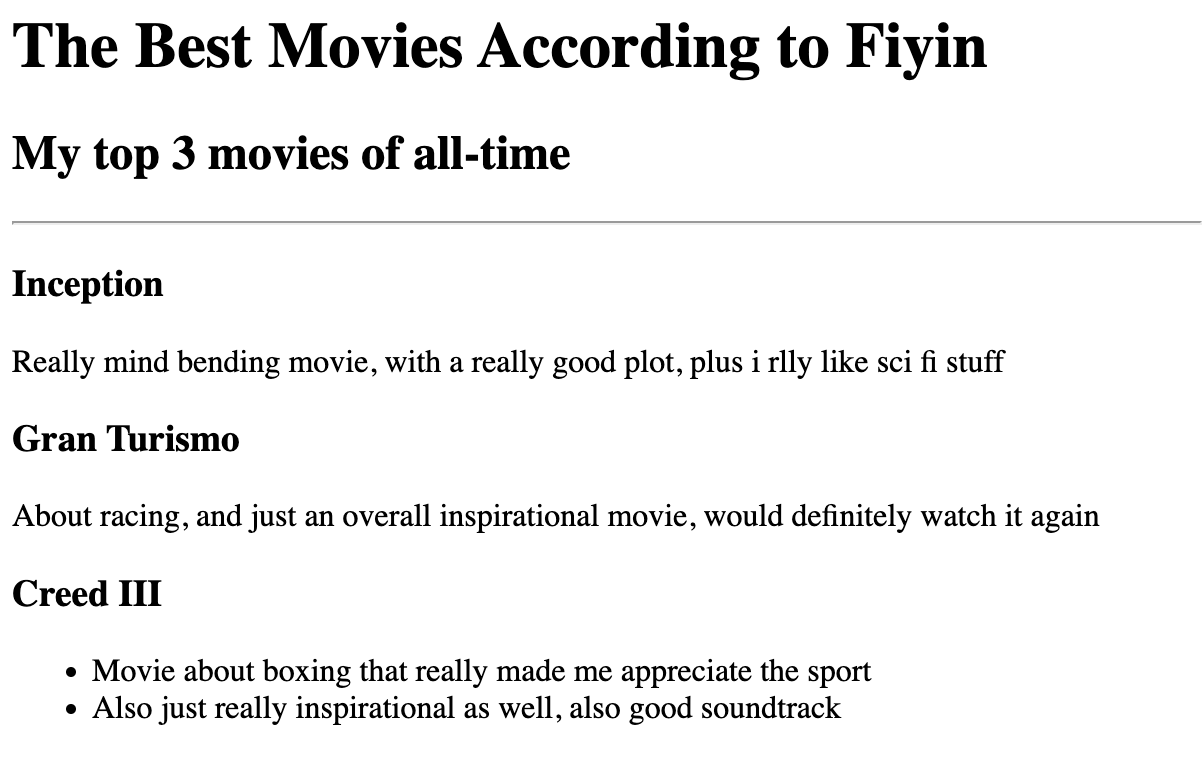 The Best Movies According to Fiyin
My top 3 movies of all-time
Inception
Really mind bending movie, with a really good plot, plus i rlly like sci fi stuff
Gran Turismo
About racing, and just an overall inspirational movie, would definitely watch it again
Creed III
• Movie about boxing that really made me appreciate the sport
• Also just really inspirational as well, also good soundtrack